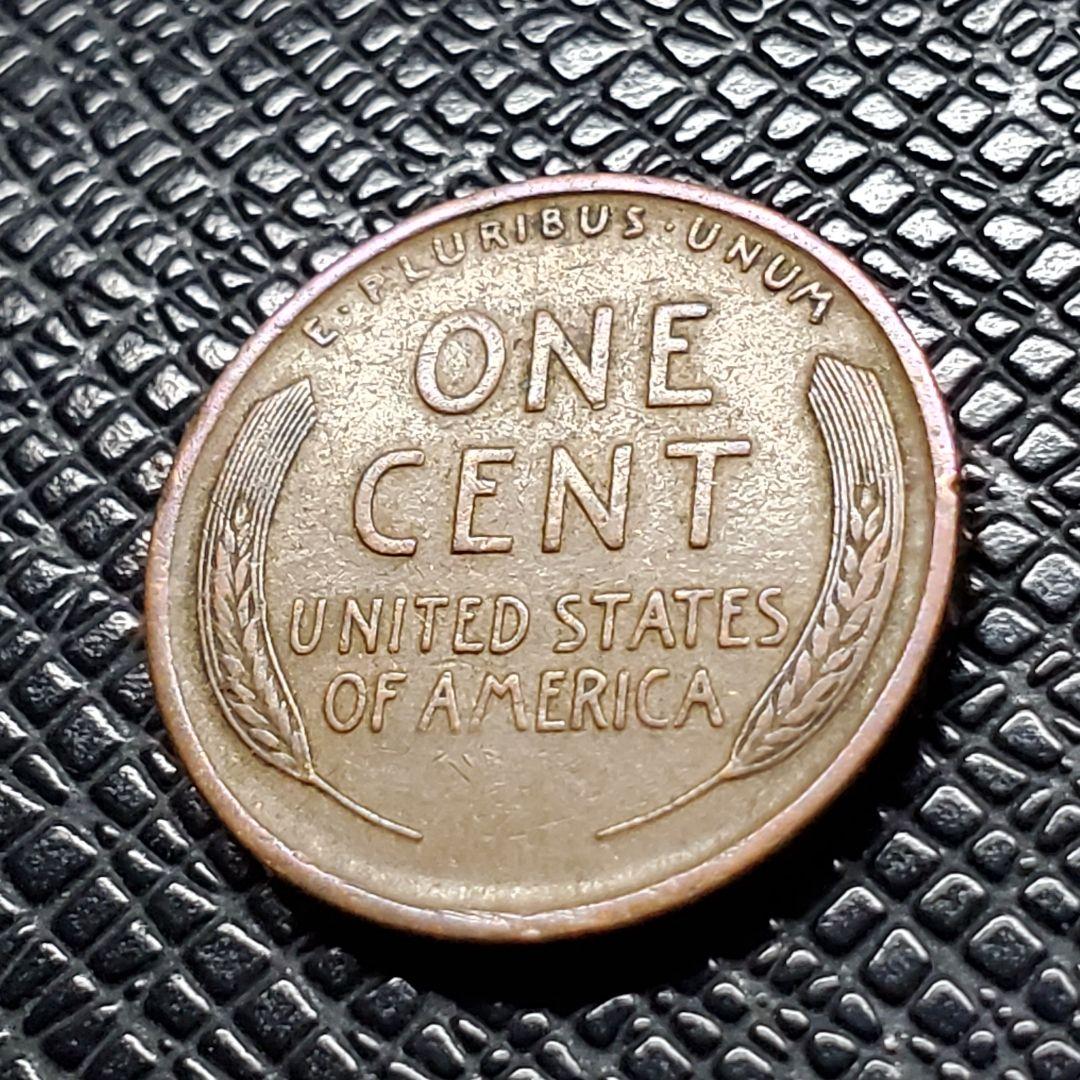 E · PLURIBUS · UNUM
ONE
CENT
UNITED STATES
OF AMERICA